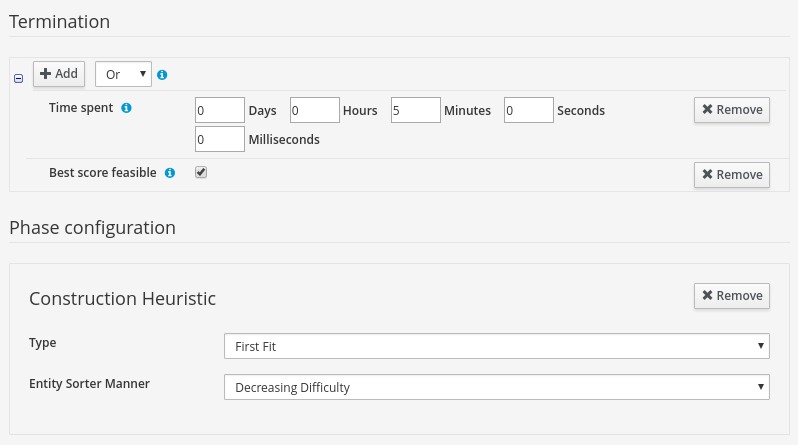 Termination
Add Or
Time spent 0 Days 0 Hours 5 Minutes 0 Seconds Remove
0 Milliseconds
Best score feasible Remove
Phase configuration
Construction Heuristic Remove
Type First Fit
Entity Sorter Manner Decreasing Difficulty